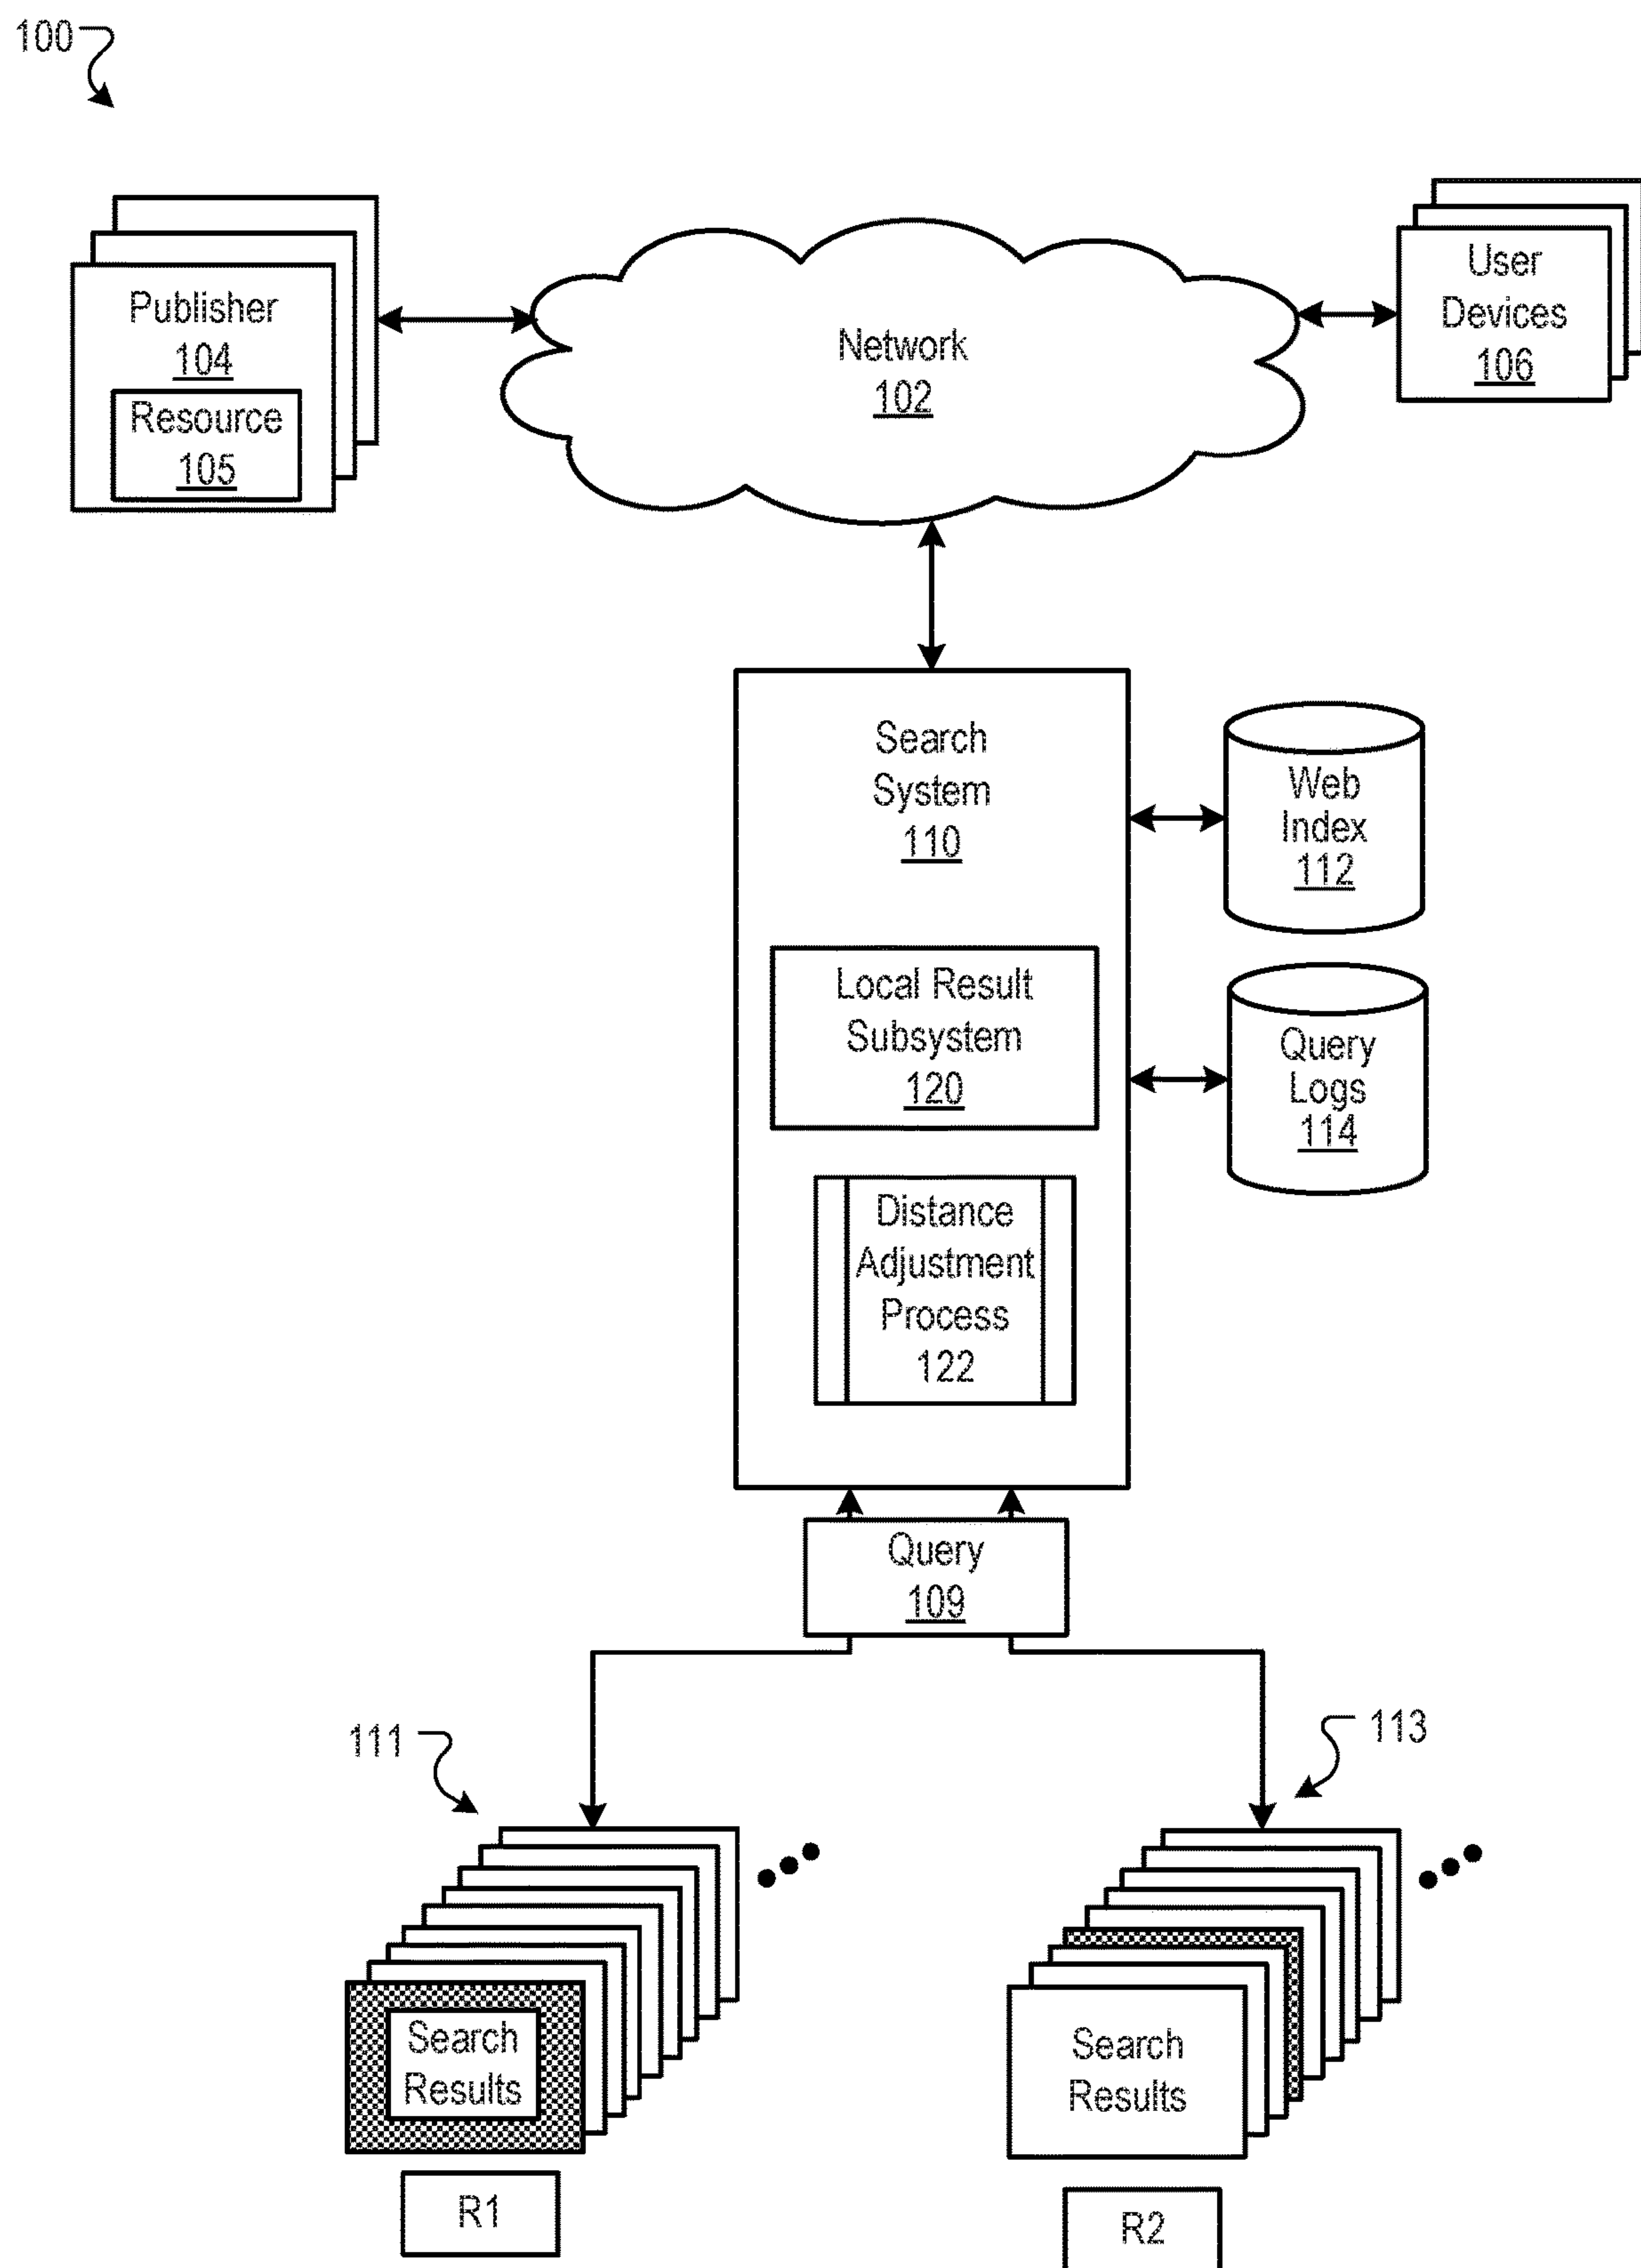 100
Publisher
104
Resource
105
Network
102
User
Devices
106
Search
System
110
Web
Index
112
Local Result
Subsystem
120
Query
Logs
114
Distance
Adjustment
Process
122
Query
109
111
113
Search
Results
Search
Results
R1
R2